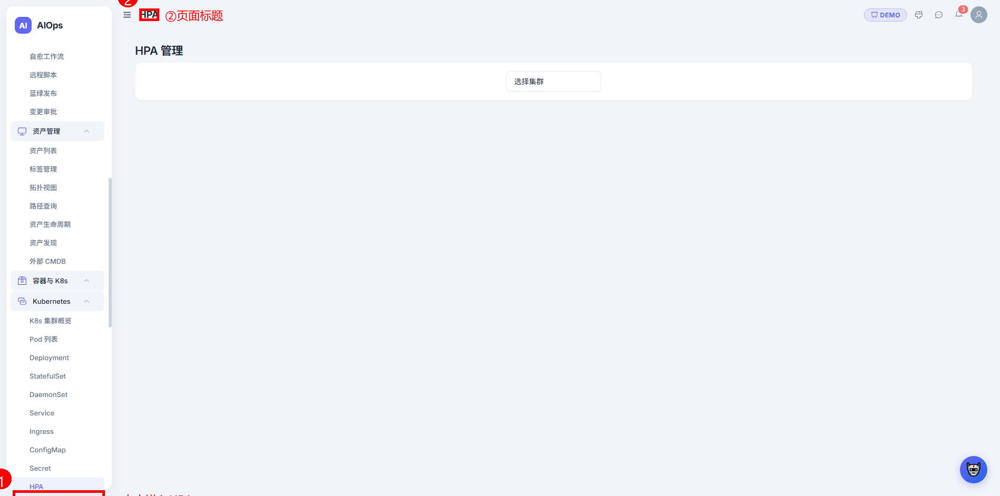 AI AIOps
自愈工作流
远程脚本
蓝绿发布
变更审批
资产管理
资产列表
标签管理
拓扑视图
路径查询
资产生命周期
资产发现
外部 CMDB
容器与 K8s
Kubernetes
K8s 集群概览
Pod 列表
Deployment
StatefulSet
DaemonSet
Service
Ingress
ConfigMap
Secret
HPA
1
2
HPA ②页面标题
DEMO
3
HPA 管理
选择集群